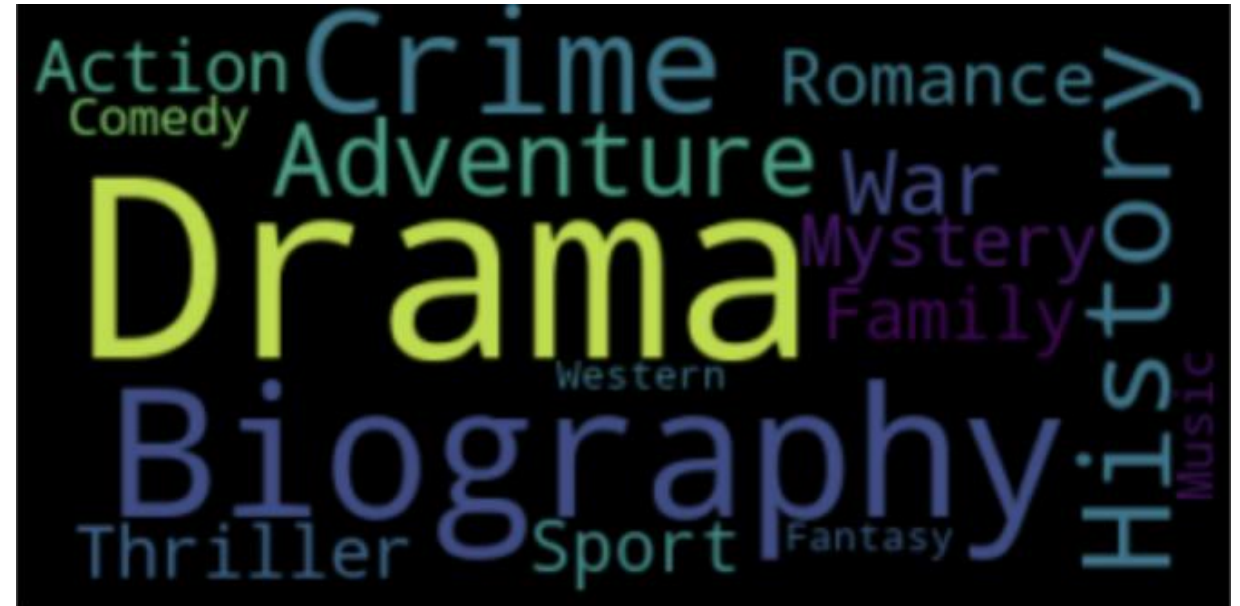 Action
Crime
Romance
Comedy
Adventure
War
History
Drama
Mystery
Family
Western
Music
Biography
Thriller
Sport
Fantasy